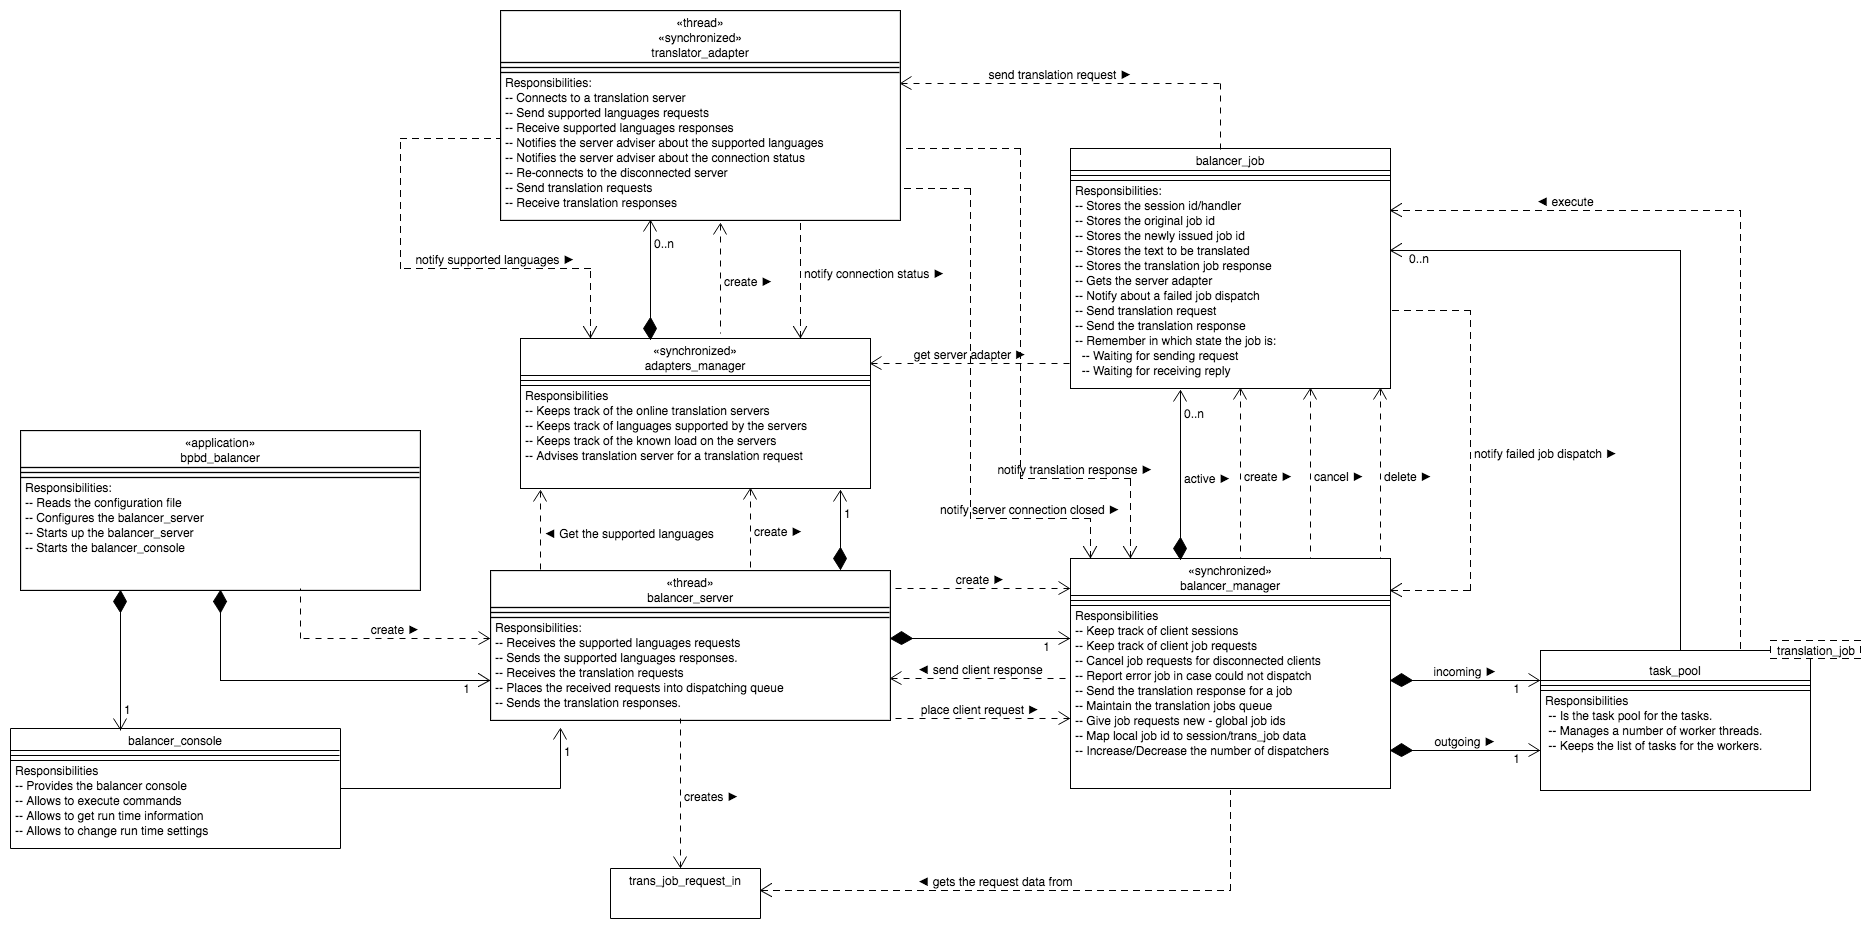 «thread»
«synchronized»
translator_adapter
Responsibilities:
-- Connects to a translation server
-- Send supported languages requests
-- Receive supported languages responses
-- Notifies the server adviser about the supported languages
-- Notifies the server adviser about the connection status
-- Re-connects to the disconnected server
-- Send translation requests
-- Receive translation responses
send translation request ►
balancer_job
Responsibilities:
-- Stores the session id/handler
-- Stores the original job id
-- Stores the newly issued job id
-- Stores the text to be translated
-- Stores the translation job response
-- Gets the server adapter
-- Notify about a failed job dispatch
-- Send translation request
-- Send the translation response
-- Remember in which state the job is:
-- Waiting for sending request
-- Waiting for receiving reply
◄ execute
0..n
0..n
notify supported languages ►
create ►
notify connection status ►
«synchronized»
adapters_manager
Responsibilities
-- Keeps track of the online translation servers
-- Keeps track of languages supported by the servers
-- Keeps track of the known load on the servers
-- Advises translation server for a translation request
get server adapter ►
0..n
notify translation response ►
active ►
create ►
cancel ►
delete ►
notify failed job dispatch ►
notify server connection closed ►
«application»
bpbd_balancer
Responsibilities:
-- Reads the configuration file
-- Configures the balancer_server
-- Starts up the balancer_server
-- Starts the balancer_console
◄ Get the supported languages
create ►
1
«thread»
balancer_server
Responsibilities:
-- Receives the supported languages requests
-- Sends the supported languages responses.
-- Receives the translation requests
-- Places the received requests into dispatching queue
-- Sends the translation responses.
create ►
1
create ►
1
◄ send client response
place client request ►
«synchronized»
balancer_manager
Responsibilities
-- Keep track of client sessions
-- Keep track of client job requests
-- Cancel job requests for disconnected clients
-- Report error job in case could not dispatch
-- Send the translation response for a job
-- Maintain the translation jobs queue
-- Give job requests new - global job ids
-- Map local job id to session/trans_job data
-- Increase/Decrease the number of dispatchers
incoming ►
1
outgoing ►
1
translation_job
task_pool
Responsibilities
-- Is the task pool for the tasks.
-- Manages a number of worker threads.
-- Keeps the list of tasks for the workers.
1
balancer_console
Responsibilities
-- Provides the balancer console
-- Allows to execute commands
-- Allows to get run time information
-- Allows to change run time settings
1
creates ►
trans_job_request_in
◄ gets the request data from